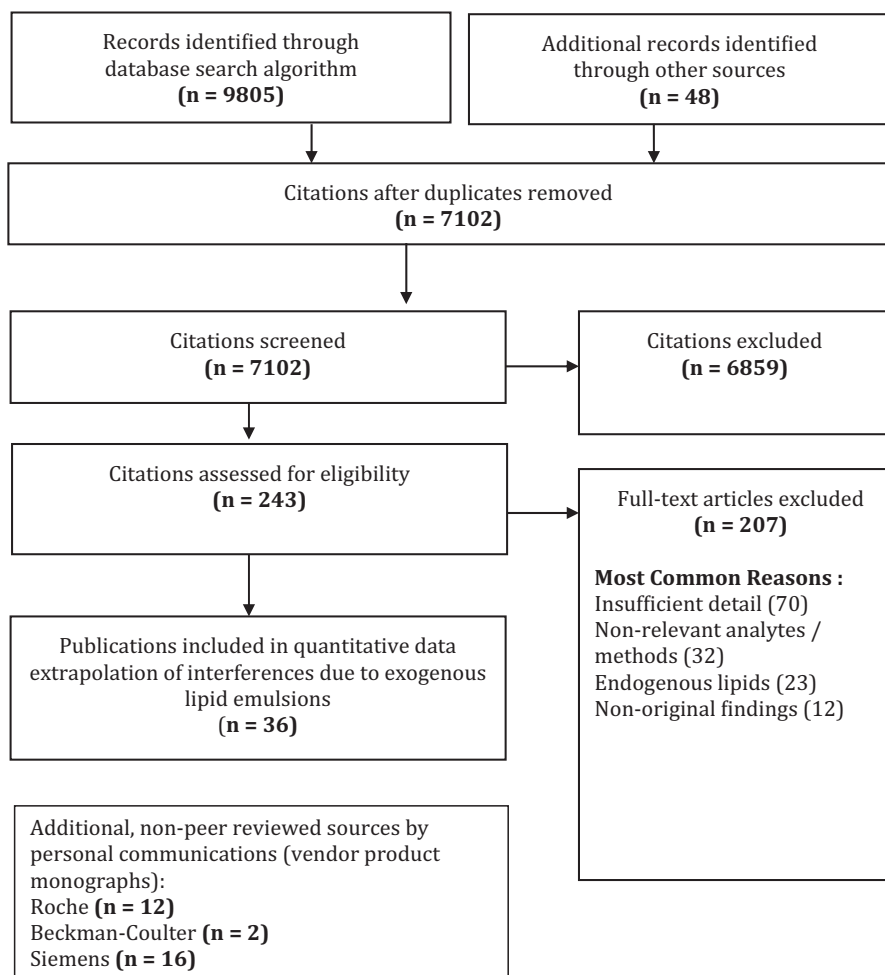 Records identified through
database search algorithm
(n = 9805)
Additional records identified
through other sources
(n = 48)
Citations after duplicates removed
(n = 7102)
Citations screened
(n = 7102)
Citations excluded
(n = 6859)
Citations assessed for eligibility
(n = 243)
Full-text articles excluded
(n = 207)
Most Common Reasons :
Insufficient detail (70)
Non-relevant analytes /
methods (32)
Endogenous lipids (23)
Non-original findings (12)
Publications included in quantitative data
extrapolation of interferences due to exogenous
lipid emulsions
(n = 36)
Additional, non-peer reviewed sources by
personal communications (vendor product
monographs):
Roche (n = 12)
Beckman-Coulter (n = 2)
Siemens (n = 16)